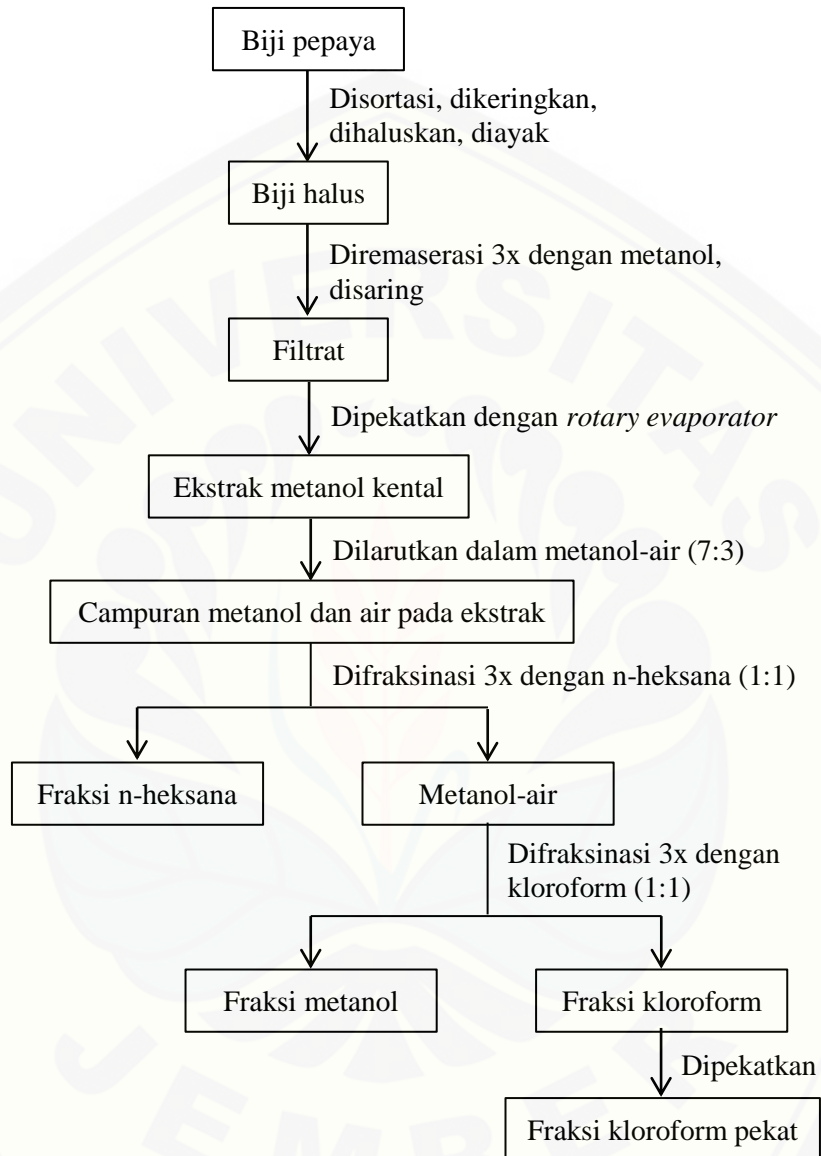 Biji pepaya
Disortasi, dikeringkan,
dihaluskan, diayak
Biji halus
Diremaserasi 3x dengan metanol,
disaring
Filtrat
Dipekatkan dengan rotary evaporator
Ekstrak metanol kental
Dilarutkan dalam metanol-air (7:3)
Campuran metanol dan air pada ekstrak
Difraksinasi 3x dengan n-heksana (1:1)
Fraksi n-heksana
Metanol-air
Difraksinasi 3x dengan
kloroform (1:1)
Fraksi metanol
Fraksi kloroform
Dipekatkan
Fraksi kloroform pekat
UNIVERSITAS
JEMBER